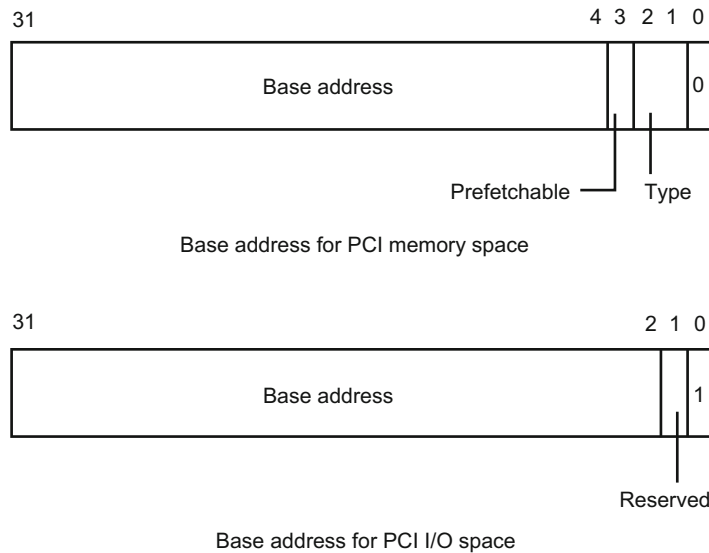 31 4 3 2 1 0
Base address 0
Prefetchable Type
Base address for PCI memory space
31 2 1 0
Base address 1
Reserved
Base address for PCI I/O space